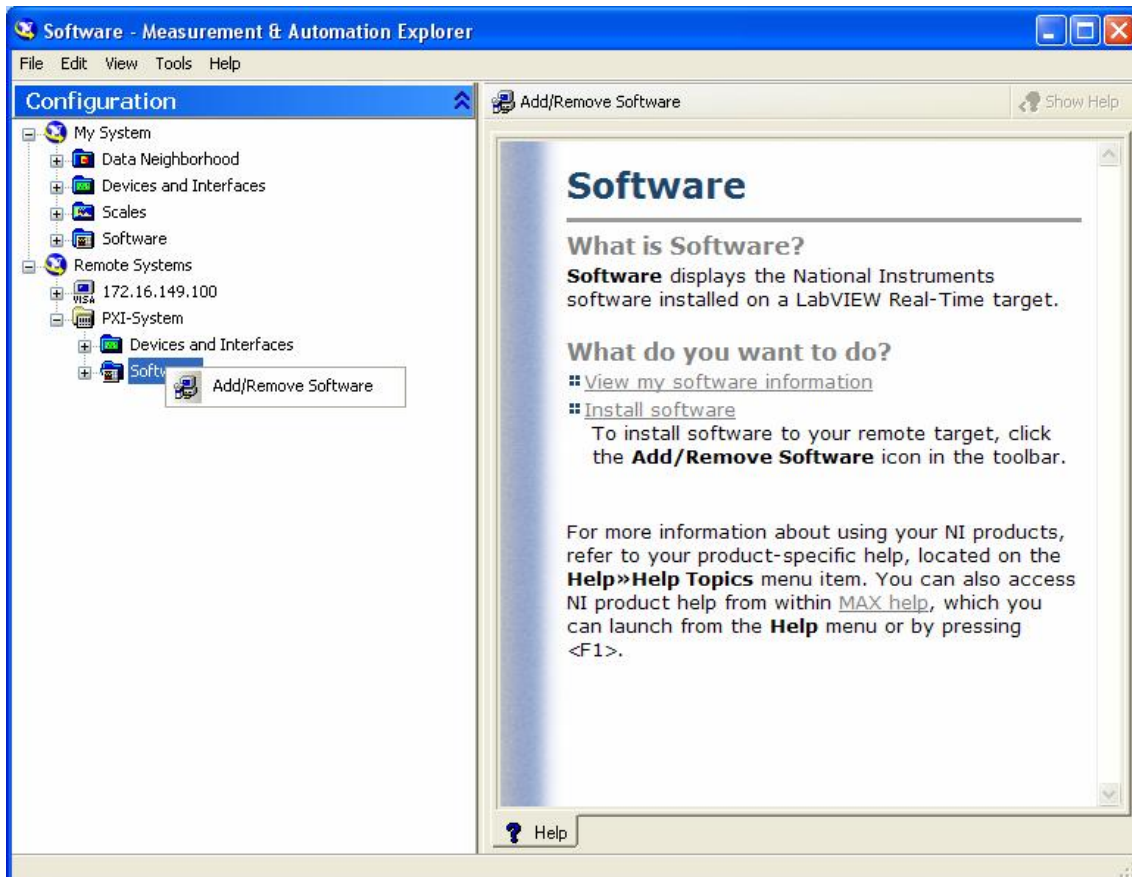 Software - Measurement & Automation Explorer
File Edit View Tools Help
Configuration
My System
Data Neighborhood
Devices and Interfaces
Scales
Software
Remote Systems
VISA
172.16.149.100
PXI-System
Devices and Interfaces
Softw
Add/Remove Software
Add/Remove Software
Show Help
Software
What is Software?
Software displays the National Instruments
software installed on a LabVIEW Real-Time target.
What do you want to do?
View my software information
Install software
To install software to your remote target, click
the Add/Remove Software icon in the toolbar.
For more information about using your NI products,
refer to your product-specific help, located on the
Help»Help Topics menu item. You can also access
NI product help from within MAX help, which you
can launch from the Help menu or by pressing
<F1>.
Help